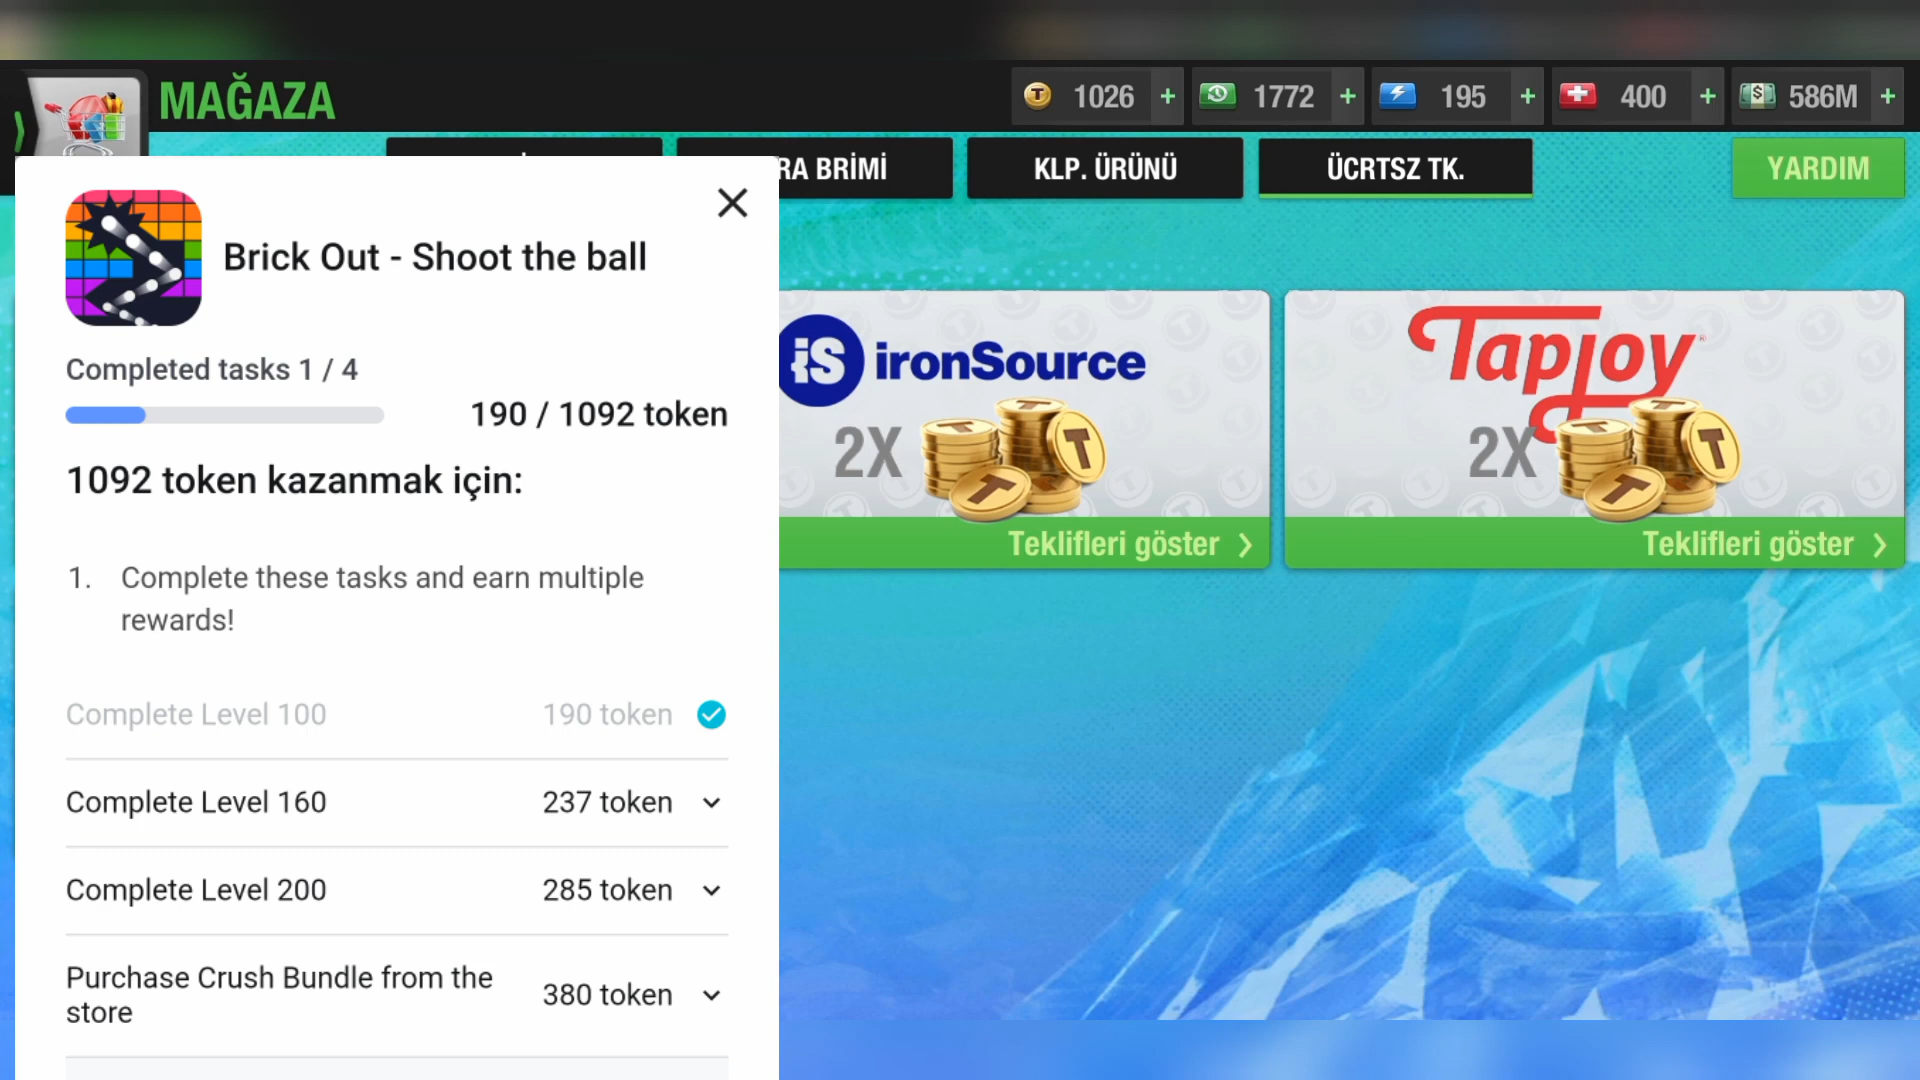 MAĞAZA
1026 +
1772 +
195 +
400 +
586M +
RA BRİMİ
KLP. ÜRÜNÜ
ÜCRTSZ TK.
YARDIM
Brick Out - Shoot the ball
Completed tasks 1 / 4
190 / 1092 token
1092 token kazanmak için:
1. Complete these tasks and earn multiple
rewards!
Complete Level 100 190 token
Complete Level 160 237 token
Complete Level 200 285 token
Purchase Crush Bundle from the
store
380 token
iS ironSource
2X
Teklifleri göster
Tapjoy
2X
Teklifleri göster